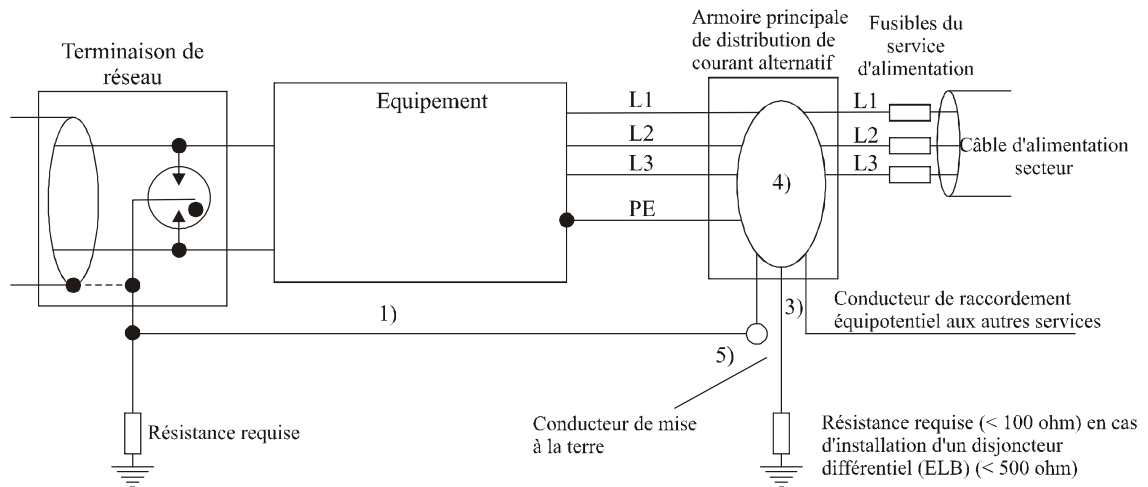 Terminaison de
réseau
Equipement
L1
L2
L3
PE
Armoire principale
de distribution de
courant alternatif
4)
Fusibles du
service
d'alimentation
L1
L2
L3
Câble d'alimentation
secteur
1)
3)
5)
Conducteur de raccordement
équipotentiel aux autres services
Résistance requise
Conducteur de mise
à la terre
Résistance requise (< 100 ohm) en cas
d'installation d'un disjoncteur
différentiel (ELB) (< 500 ohm)